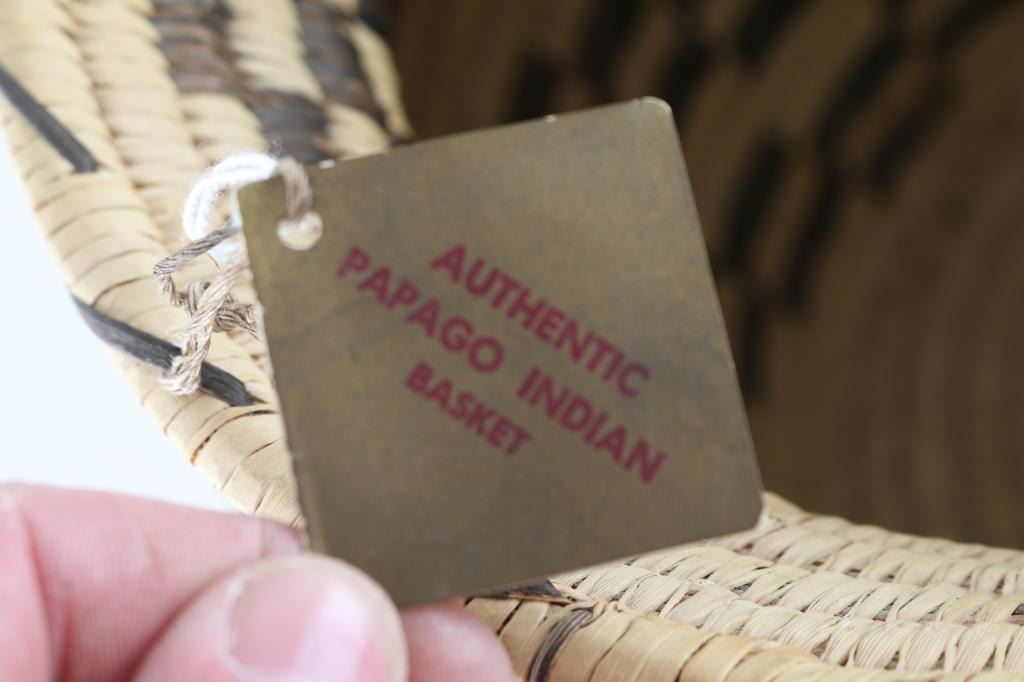 AUTHENTIC
PAPAGO INDIAN
BASKET